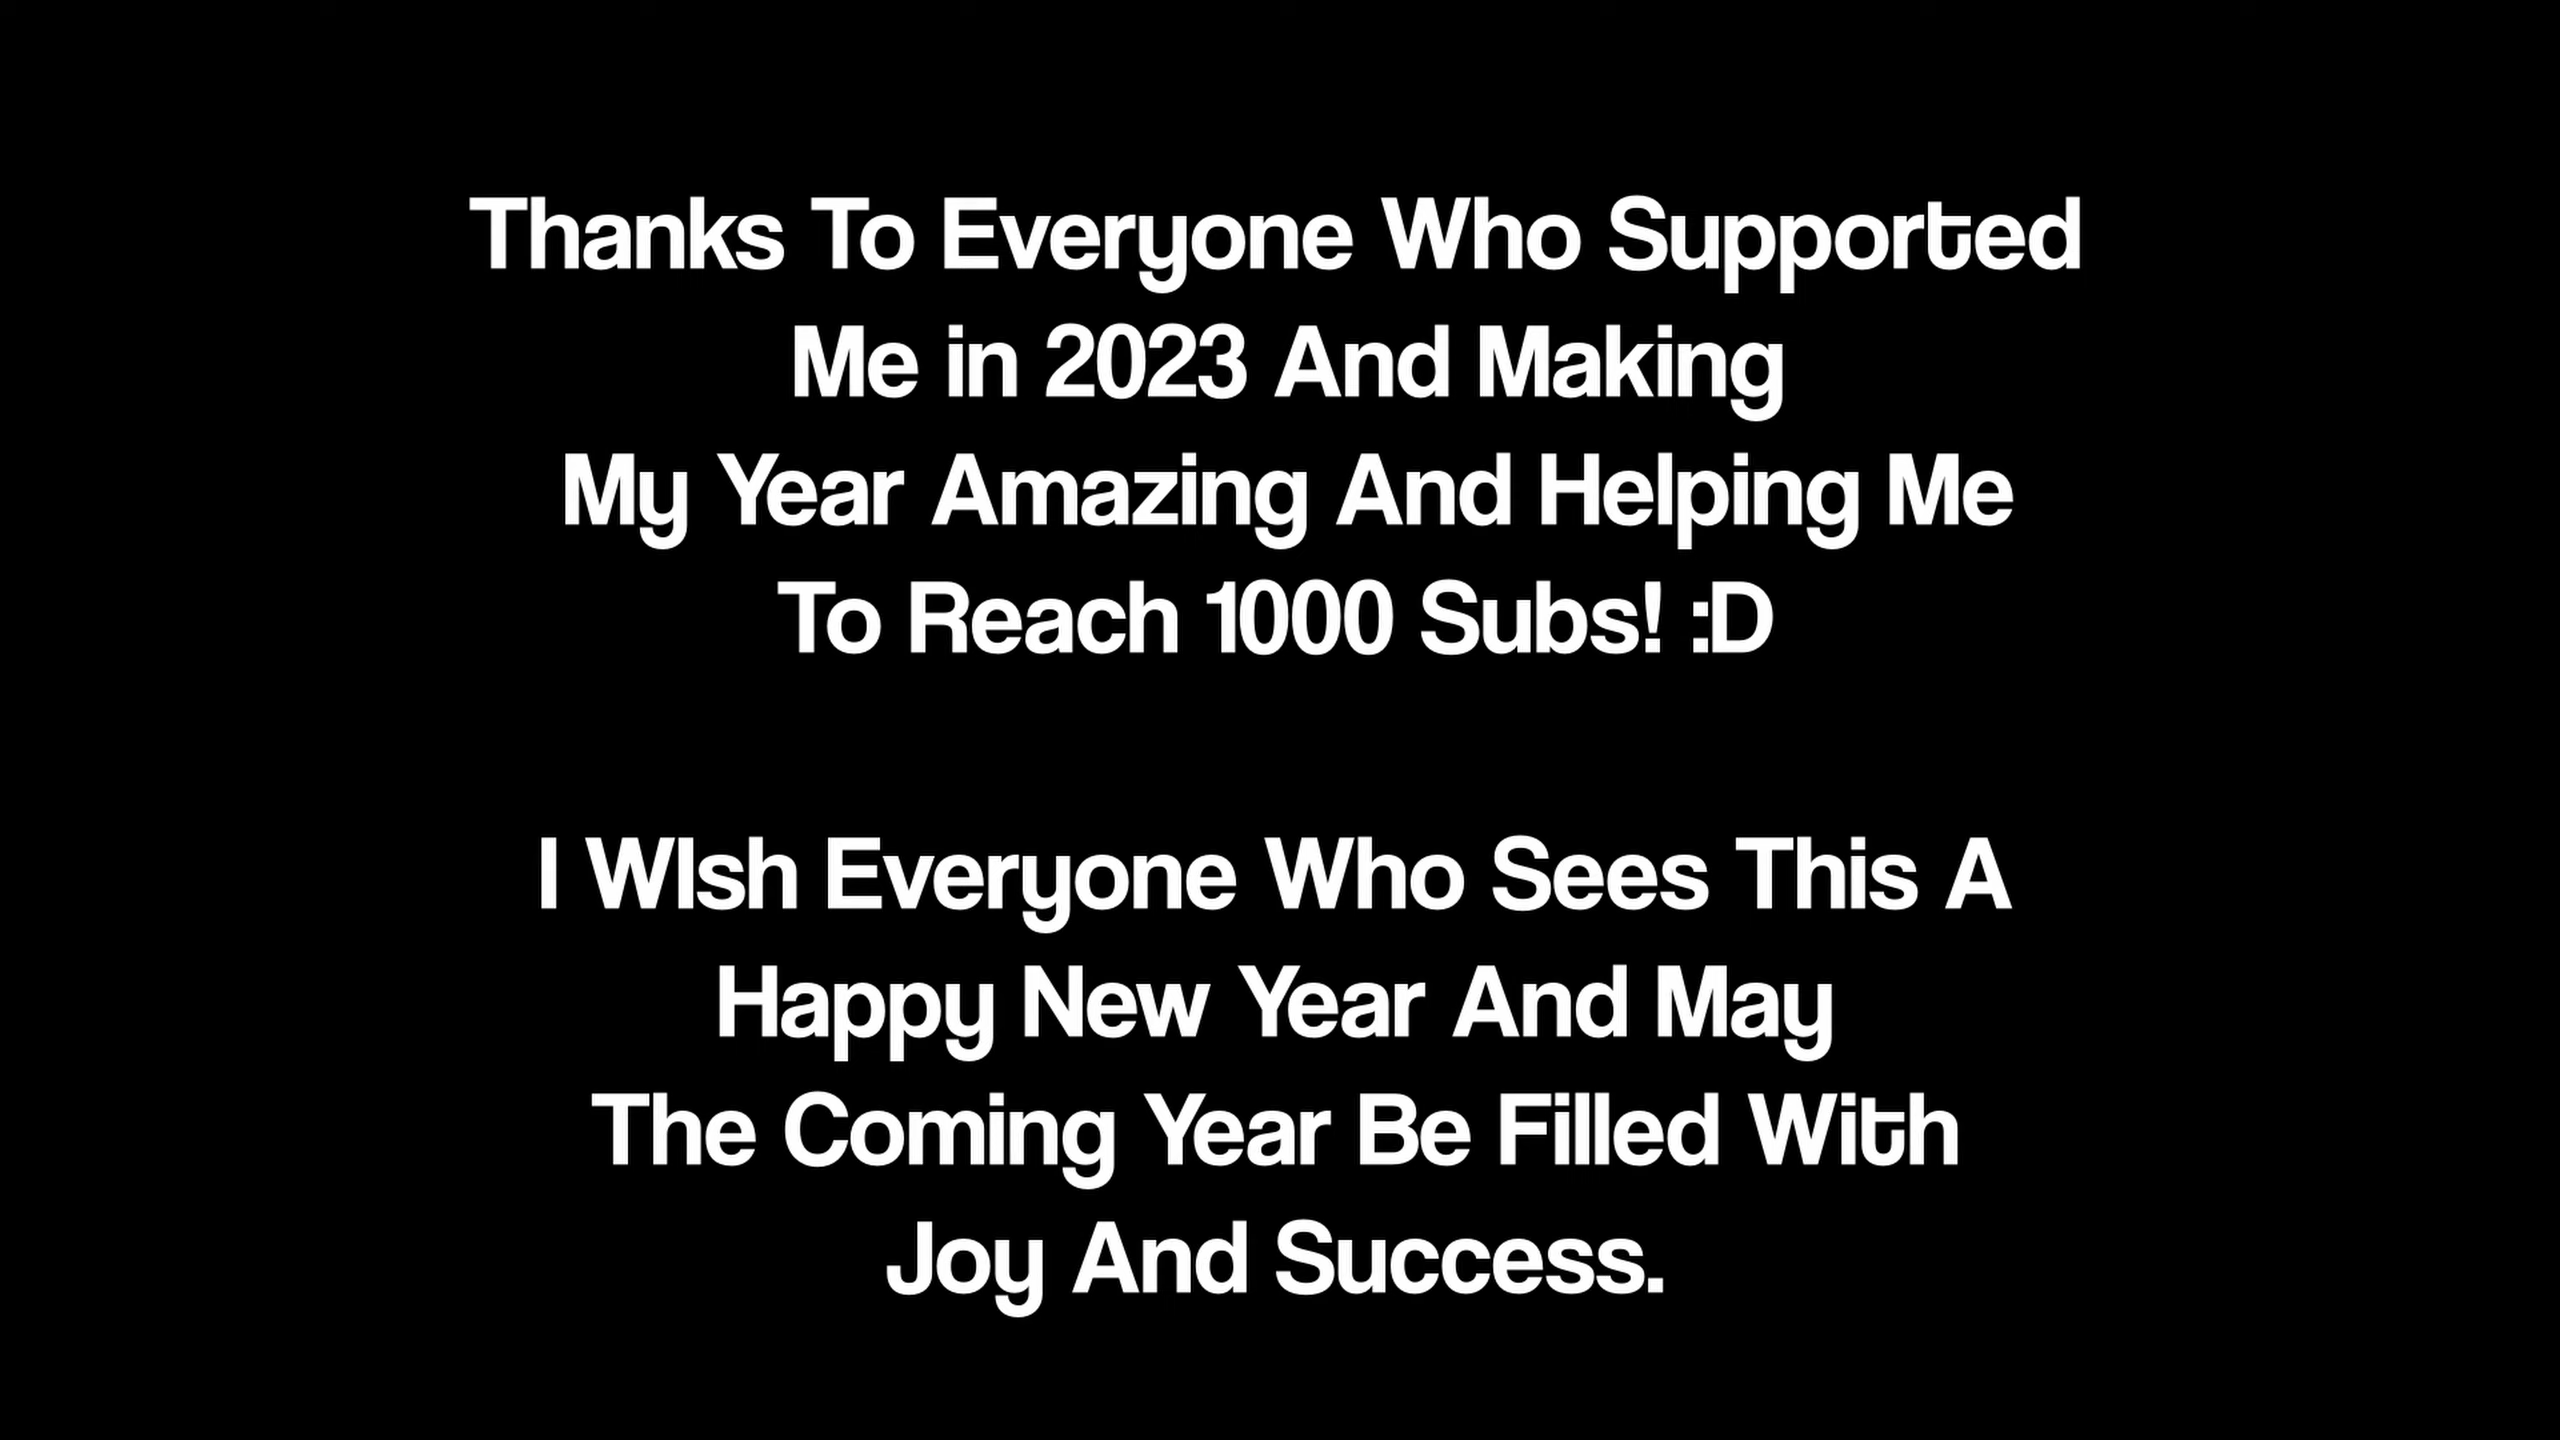 Thanks To Everyone Who Supported
Me in 2023 And Making
My Year Amazing And Helping Me
To Reach 1000 Subs! :D
I WIsh Everyone Who Sees This A
Happy New Year And May
The Coming Year Be Filled With
Joy And Success.